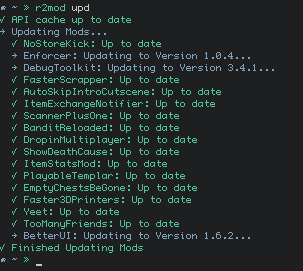 ~ > r2mod upd
✓ API cache up to date
→ Updating Mods...
✓ NoStoreKick: Up to date
→ Enforcer: Updating to Version 1.0.4...
→ DebugToolkit: Updating to Version 3.4.1...
✓ FasterScrapper: Up to date
✓ AutoSkipIntroCutscene: Up to date
✓ ItemExchangeNotifier: Up to date
✓ ScannerPlusOne: Up to date
✓ BanditReloaded: Up to date
✓ DropinMultiplayer: Up to date
✓ ShowDeathCause: Up to date
✓ ItemStatsMod: Up to date
✓ PlayableTemplar: Up to date
✓ EmptyChestsBeGone: Up to date
✓ Faster3DPrinters: Up to date
✓ Yeet: Up to date
✓ TooManyFriends: Up to date
→ BetterUI: Updating to Version 1.6.2...
✓ Finished Updating Mods
~ > _